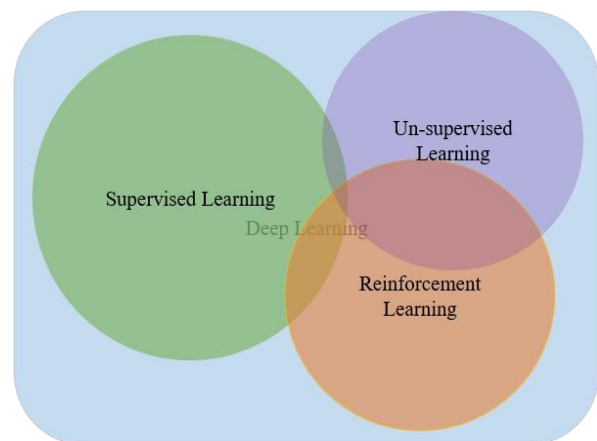 Un-supervised
Learning
Supervised Learning
Deep Learning
Reinforcement
Learning